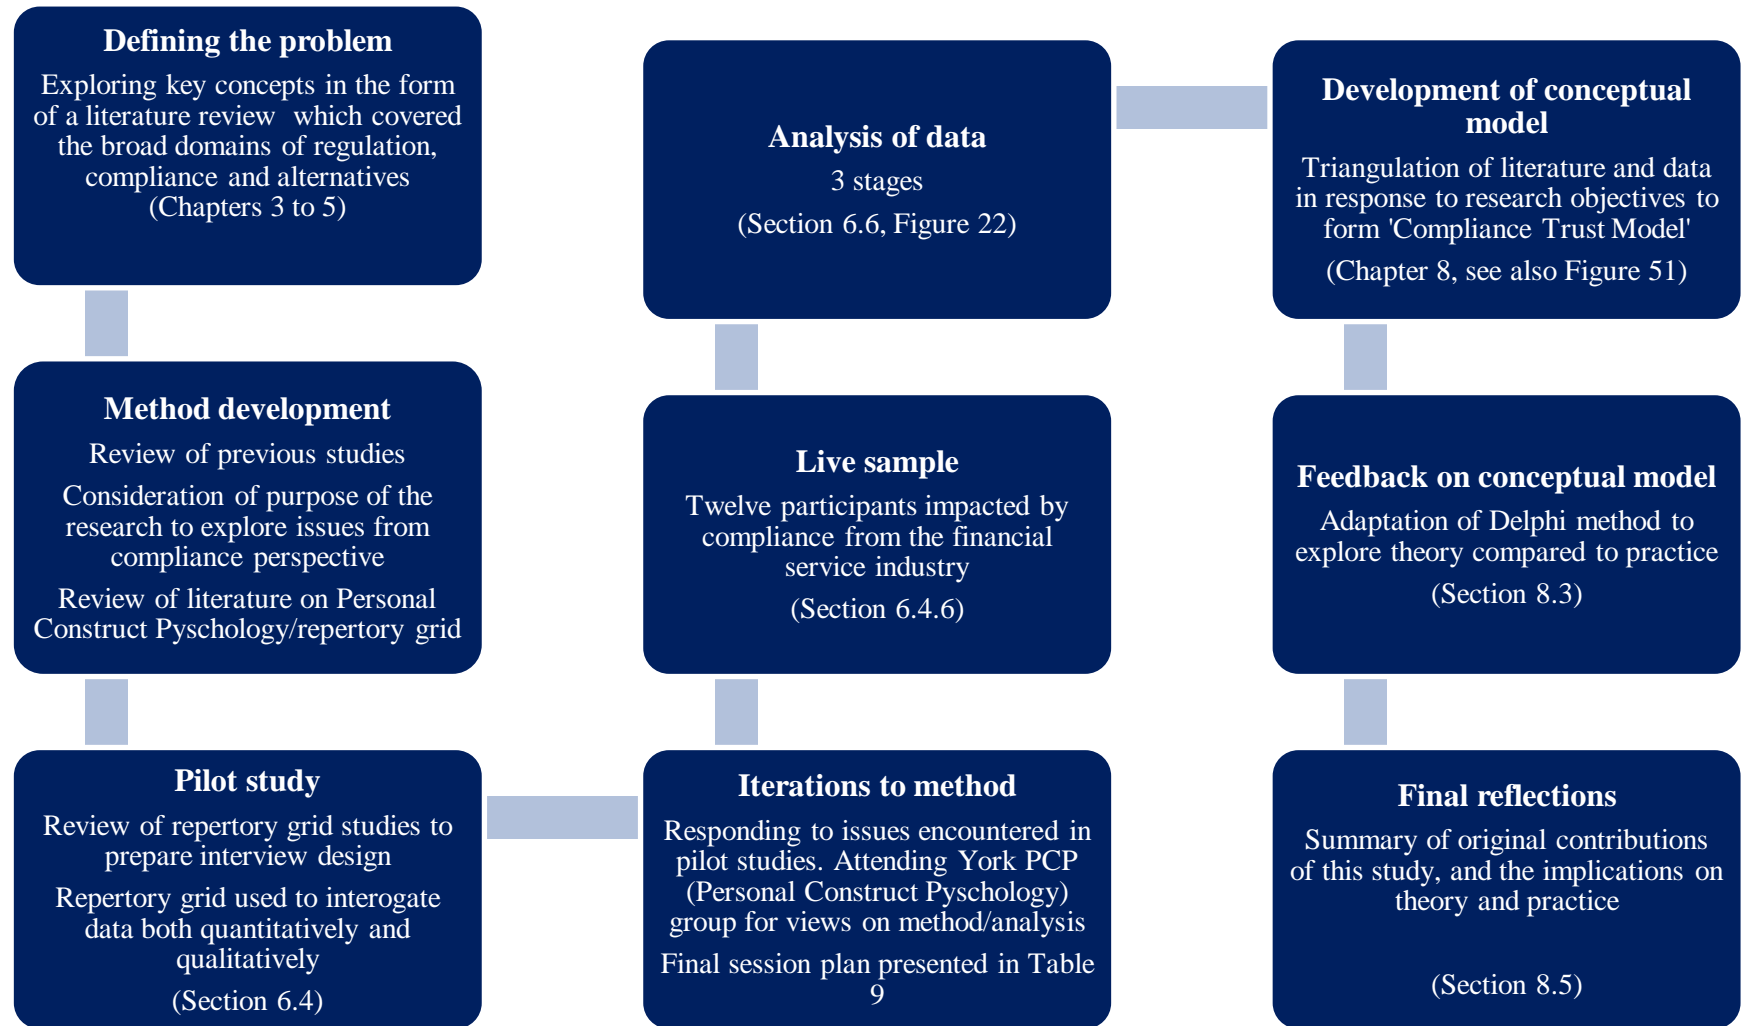 Defining the problem
Exploring key concepts in the form
of a literature review which covered
the broad domains of regulation,
compliance and alternatives
(Chapters 3 to 5)
Method development
Review of previous studies
Consideration of purpose of the
research to explore issues from
compliance perspective
Review of literature on Personal
Construct Pyschology/repertory grid
Pilot study
Review of repertory grid studies to
prepare interview design
Repertory grid used to interogate
data both quantitatively and
qualitatively
(Section 6.4)
Iterations to method
Responding to issues encountered in
pilot studies. Attending York PCP
(Personal Construct Pyschology)
group for views on method/analysis
Final session plan presented in Table
9
Live sample
Twelve participants impacted by
compliance from the financial
service industry
(Section 6.4.6)
Analysis of data
3 stages
(Section 6.6, Figure 22)
Development of conceptual
model
Triangulation of literature and data
in response to research objectives to
form 'Compliance Trust Model'
(Chapter 8, see also Figure 51)
Feedback on conceptual model
Adaptation of Delphi method to
explore theory compared to practice
(Section 8.3)
Final reflections
Summary of original contributions
of this study, and the implications on
theory and practice
(Section 8.5)